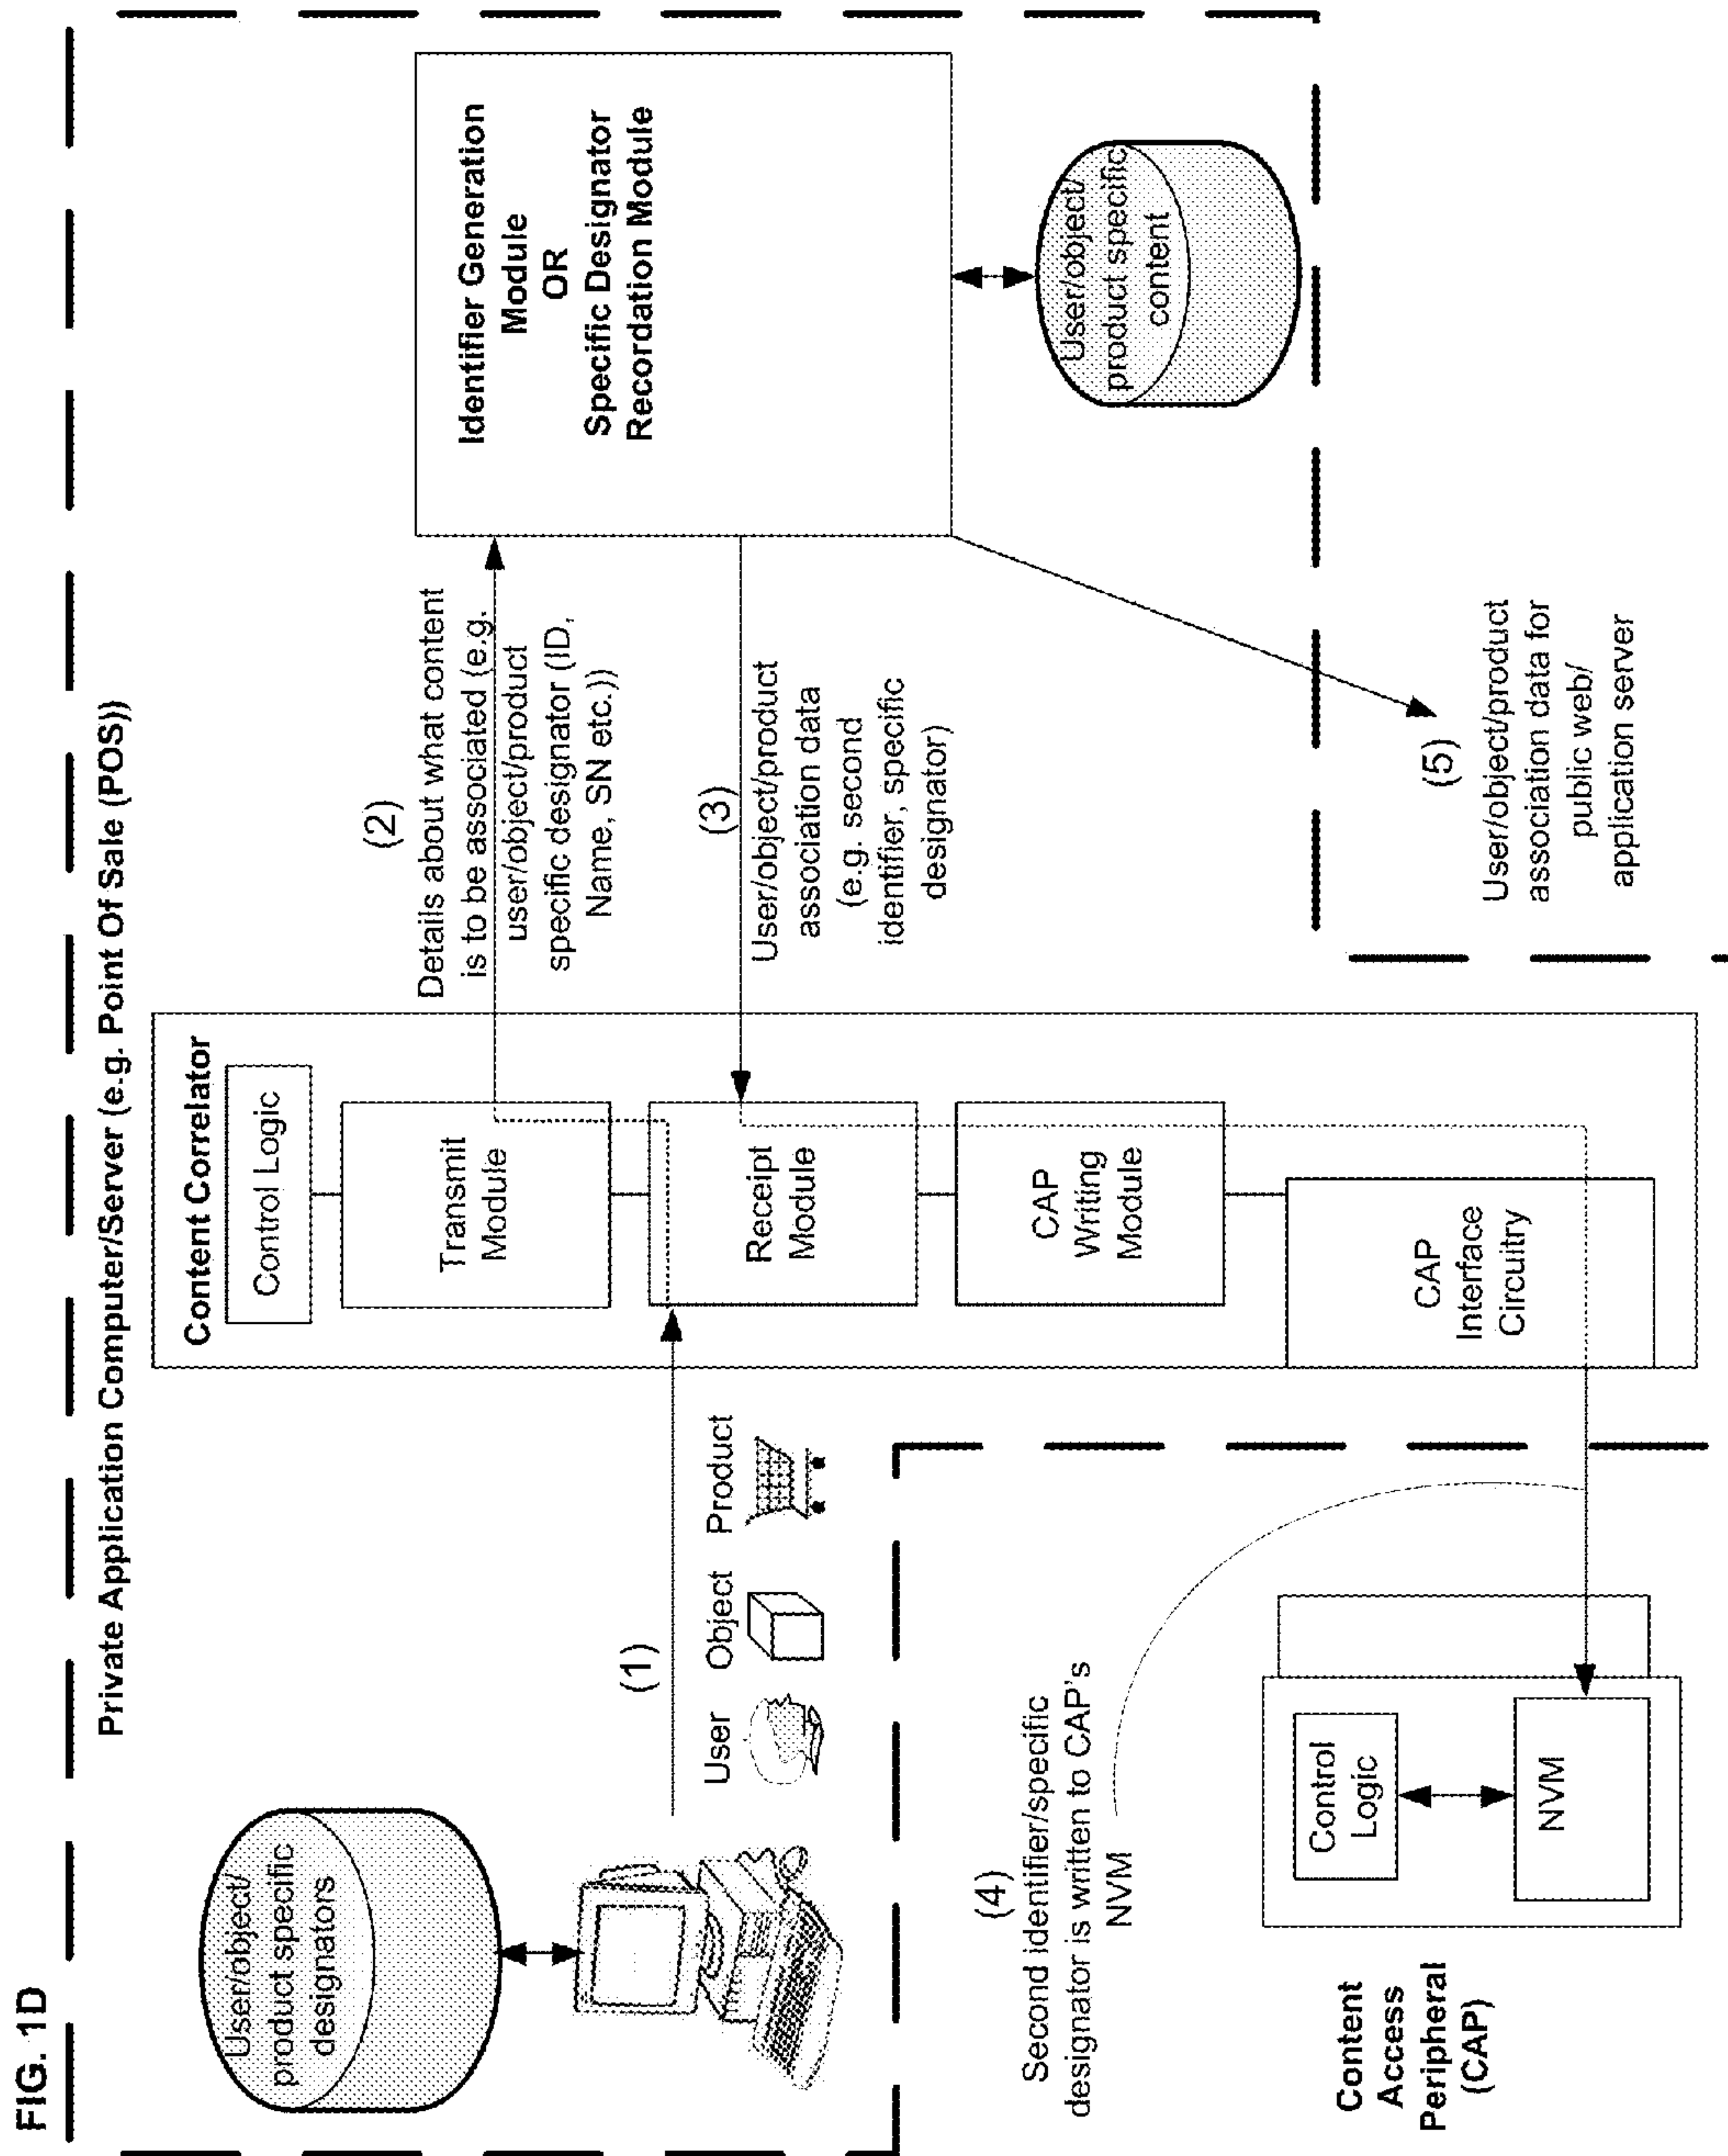 FIG. 1D
Private Application Computer/Server (e.g. Point Of Sale (POS))
User/object/
product specific
designators
(1)
User
Object
Product
Content Correlator
Control Logic
Transmit
Module
Receipt
Module
CAP
Writing
Module
CAP
Interface
Circuitry
(2)
Details about what content
is to be associated (e.g.
user/object/product
specific designator (ID,
Name, SN etc.))
(3)
User/object/product
association data
(e.g. second
identifier, specific
designator)
Identifier Generation
Module
OR
Specific Designator
Recordation Module
User/object/
product specific
content
(4)
Second identifier/specific
designator is written to CAP's
NVM
Content
Access
Peripheral
(CAP)
Control
Logic
NVM
(5)
User/object/product
association data for
public web/
application server